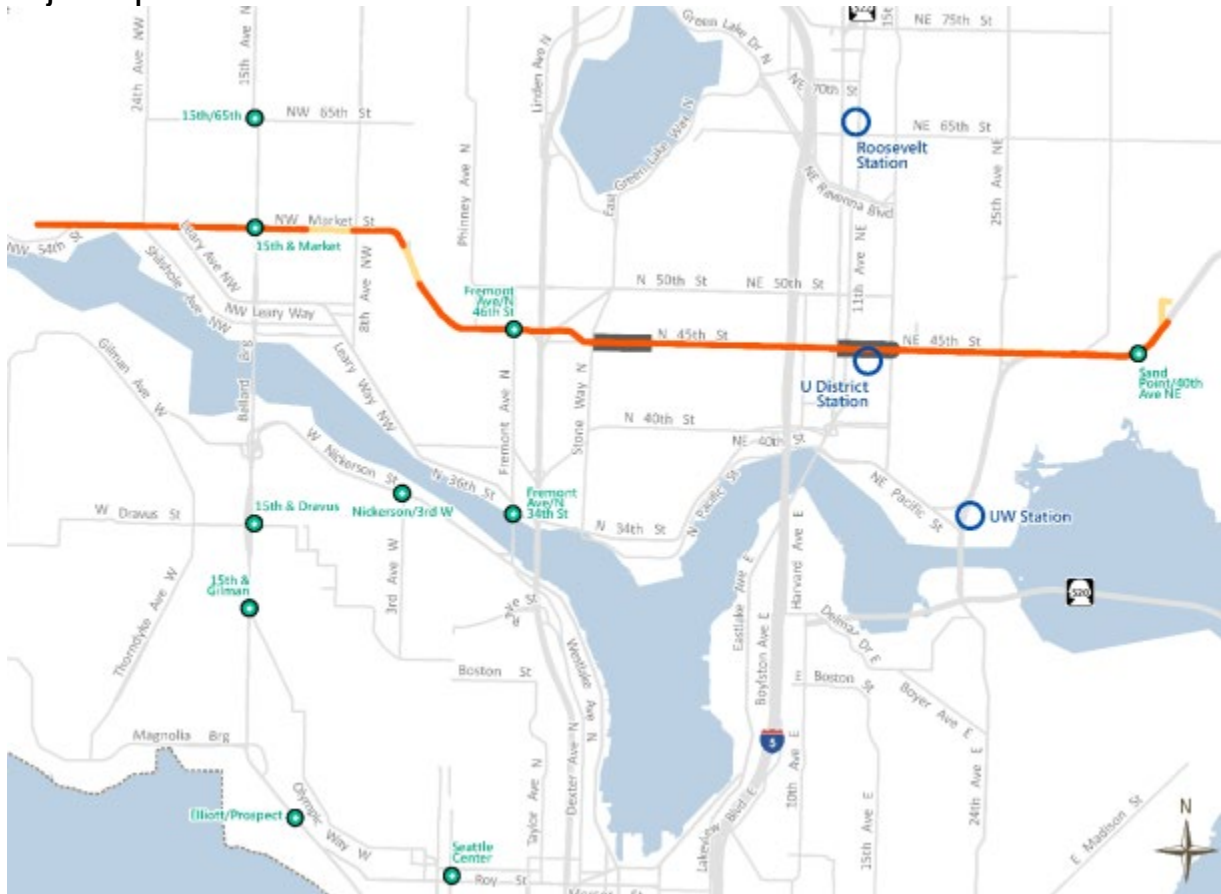 NE 75th St
Green Lake Dr N
24th Ave NW
15th Ave N
Linden Ave N
NE 70th St
15th/65th
NW 65th St
NE 65th St
Roosevelt
Station
East Green Lake Way N
Phinney Ave N
NE Ravenna Blvd
25th Ave NE
NW Market St
15th & Market
NW 54th St
Leary Ave NW
Shilshole Ave NW
8th Ave NW
11th Ave NE
N 50th St
NE 50th St
Fremont
Ave/N
46th St
NW Leary Way
N 45th St
NE 45th St
Gilman Ave W
Ballard Brg
Leary Way NW
U District
Station
Sand
Point/40th
Ave NE
Fremont Ave N
Stone Way N
N 40th St
NE 40th St
W Nickerson St
N 36th St
N Pacific St
NE Pacific St
Nickerson/3rd W
Fremont
Ave/N
34th St
15th & Dravus
W Dravus St
N 34th St
UW Station
3rd Ave W
15th &
Gilman
Thorndyke Ave W
Eastlake Ave E
Harvard Ave E
520
Delmar Dr E
Westlake Ave N
Boylston Ave E
Boston St
Boston St
Boyer Ave E
Magnolia Brg
5
Taylor Ave N
Dexter Ave N
10th Ave E
24th Ave E
Elliott/Prospect
Olympic Way W
Lakeview Blvd E
15th Ave E
E Madison St
N
Seattle
Center
Roy St